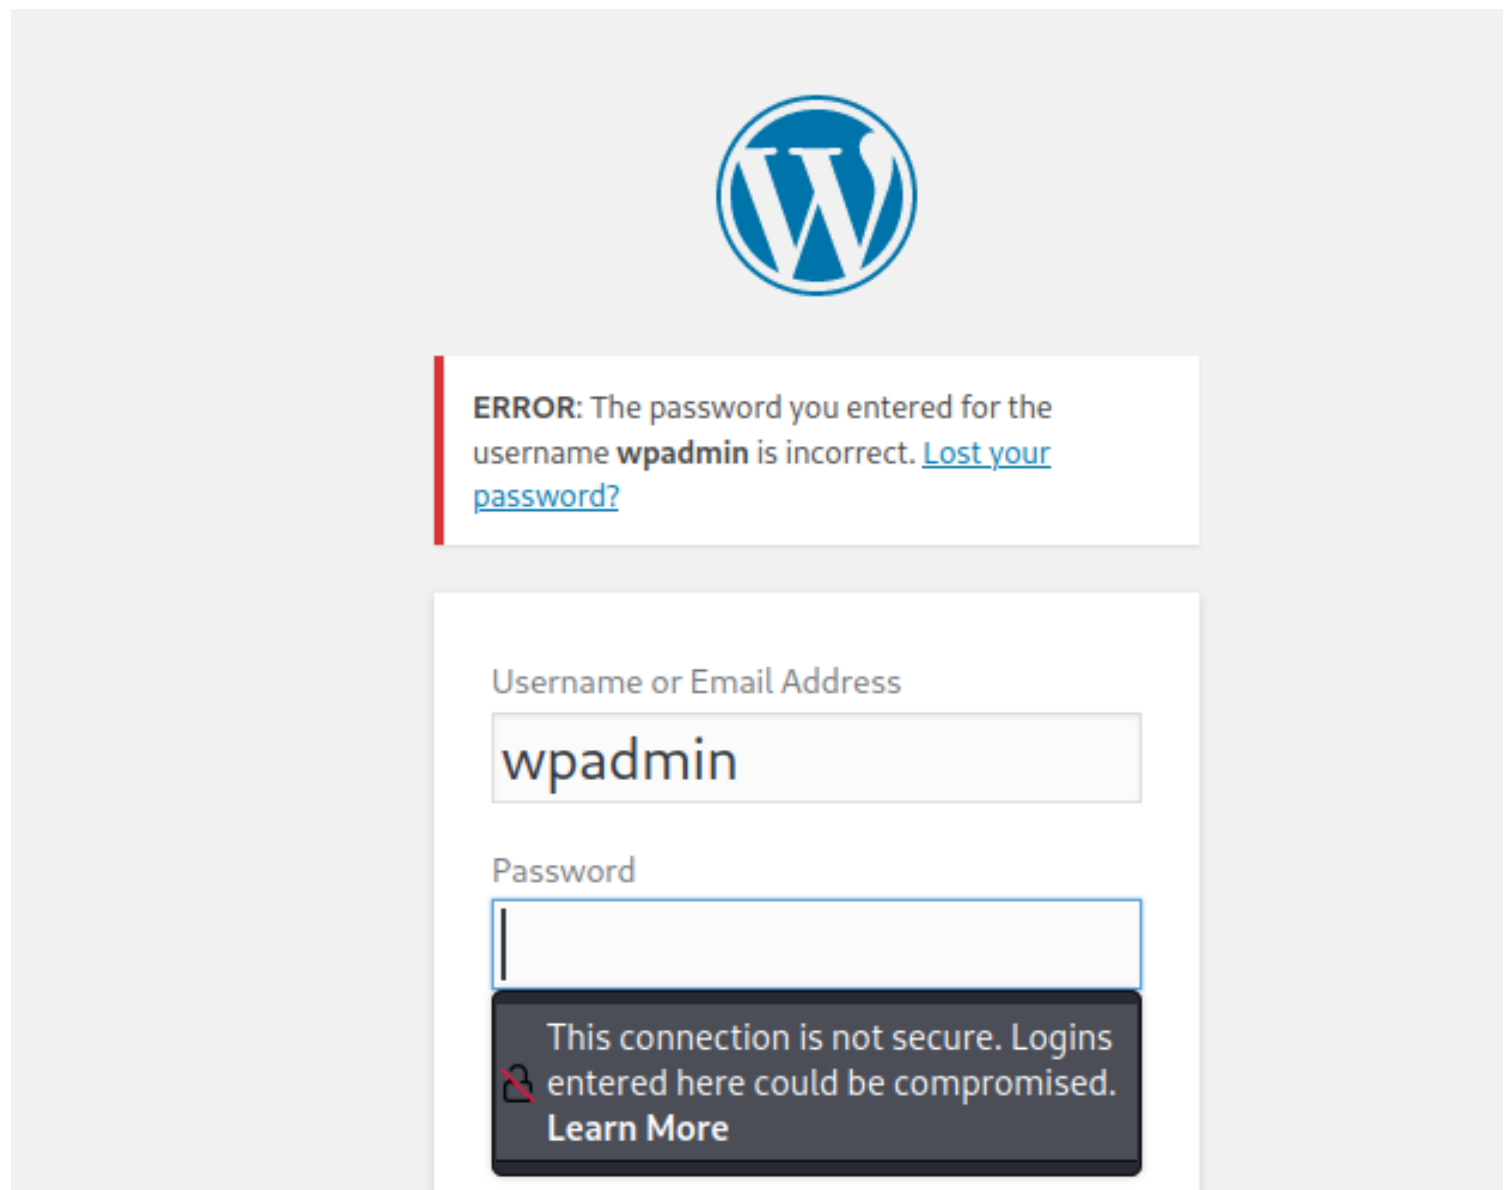 ERROR: The password you entered for the
username wpadmin is incorrect. Lost your
password?
Username or Email Address
wpadmin
Password
This connection is not secure. Logins
entered here could be compromised.
Learn More